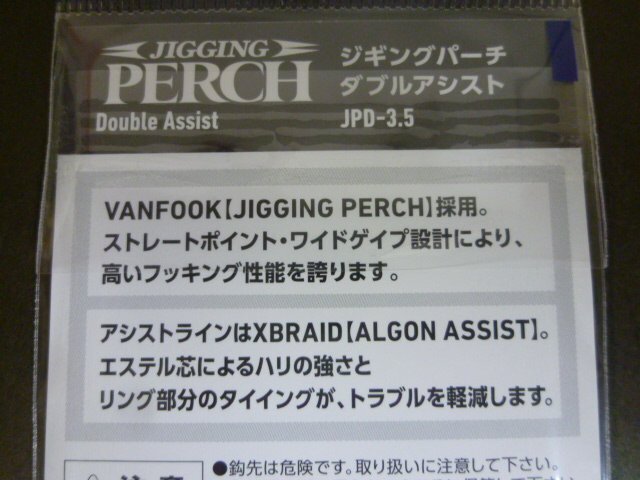 JIGGING
PERCH
Double Assist
ジギングパーチ
ダブルアシスト
JPD-3.5
VANFOOK【JIGGING PERCH】採用。
ストレートポイント・ワイドゲイプ設計により、
高いフッキング性能を誇ります。
アシストラインはXBRAID【ALGON ASSIST】。
エステル芯によるハリの強さと
リング部分のタイイングが、トラブルを軽減します。
注意
●鈎先は危険です。取り扱いに注意して下さい。